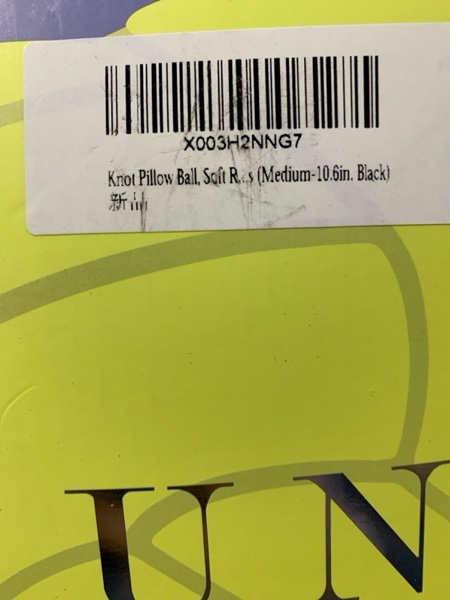 X003H2NNG7
Knot Pillow Ball, Soft (Medium-10.6in. Black)
新品
UN